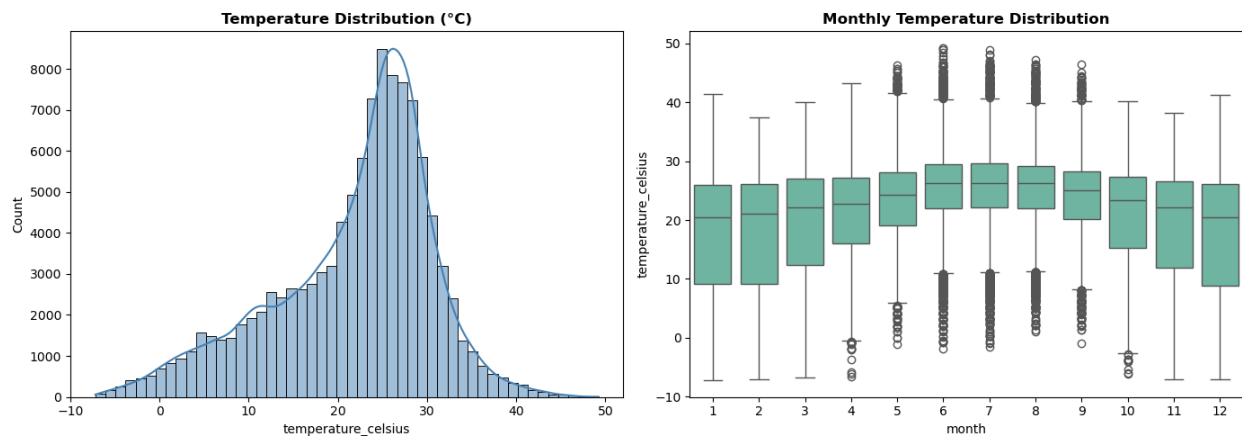 Temperature Distribution (°C)
Count
8000
7000
6000
5000
4000
3000
2000
1000
0
-10 0 10 20 30 40 50
temperature_celsius
Monthly Temperature Distribution
temperature_celsius
50
40
30
20
10
0
−10
1 2 3 4 5 6 7 8 9 10 11 12
month